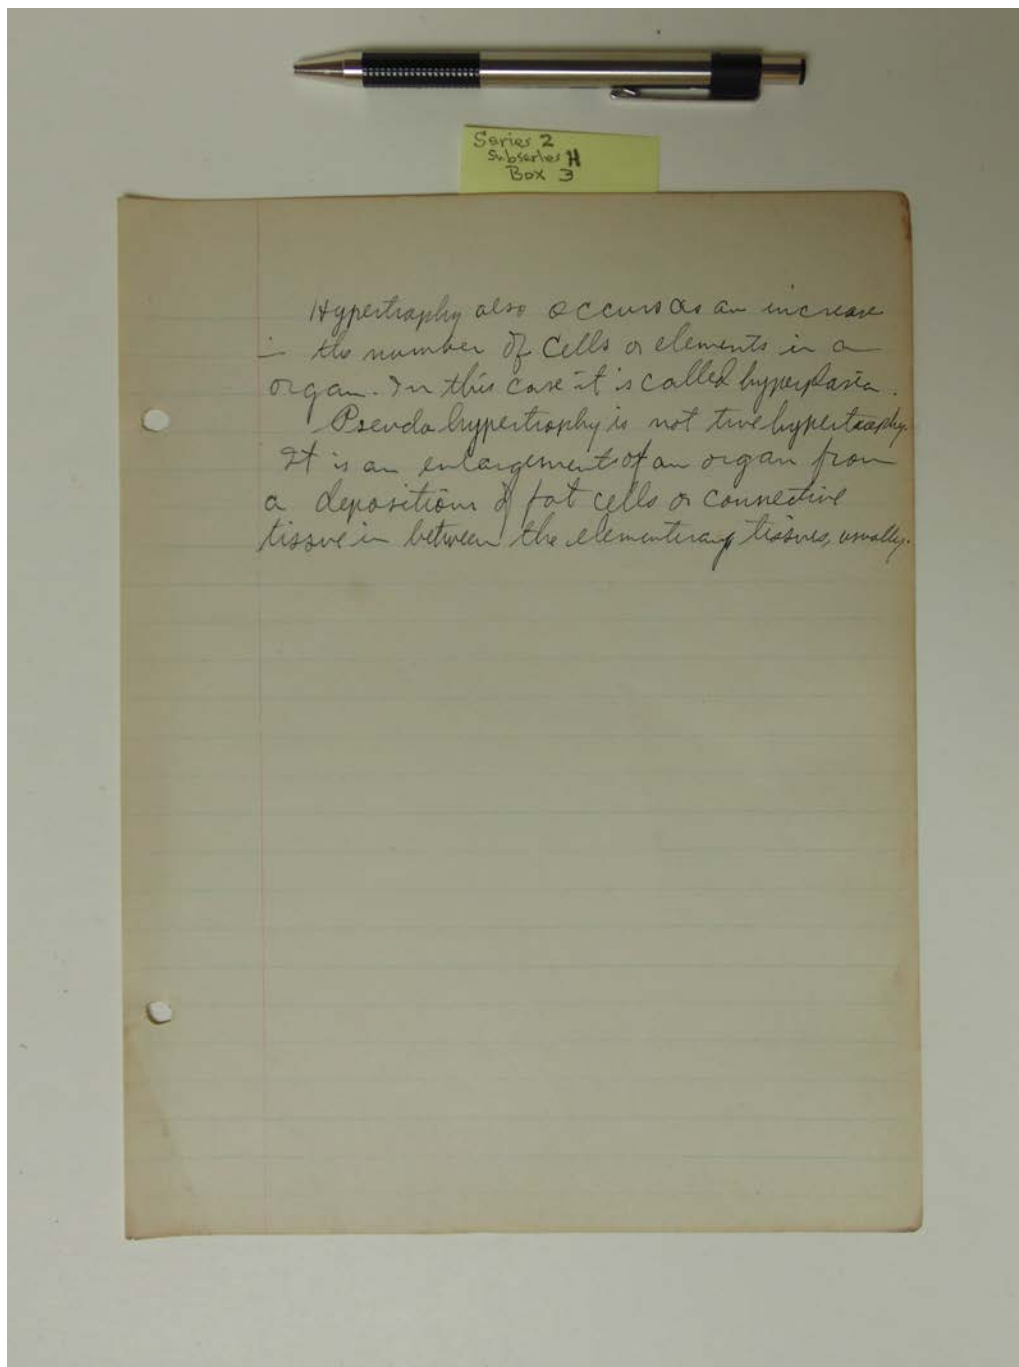 Series 2
Subseries H
Box 3
Hypertraphy also occurs as an increase
in the number of cells or elements in a
organ. In this case it is called hyperplasia.
Pseudo hypertrophy is not true hypertrophy.
It is an enlargement of an organ from
a deposition of fat cells or connective
tissue in between the elementary tissues, usually.